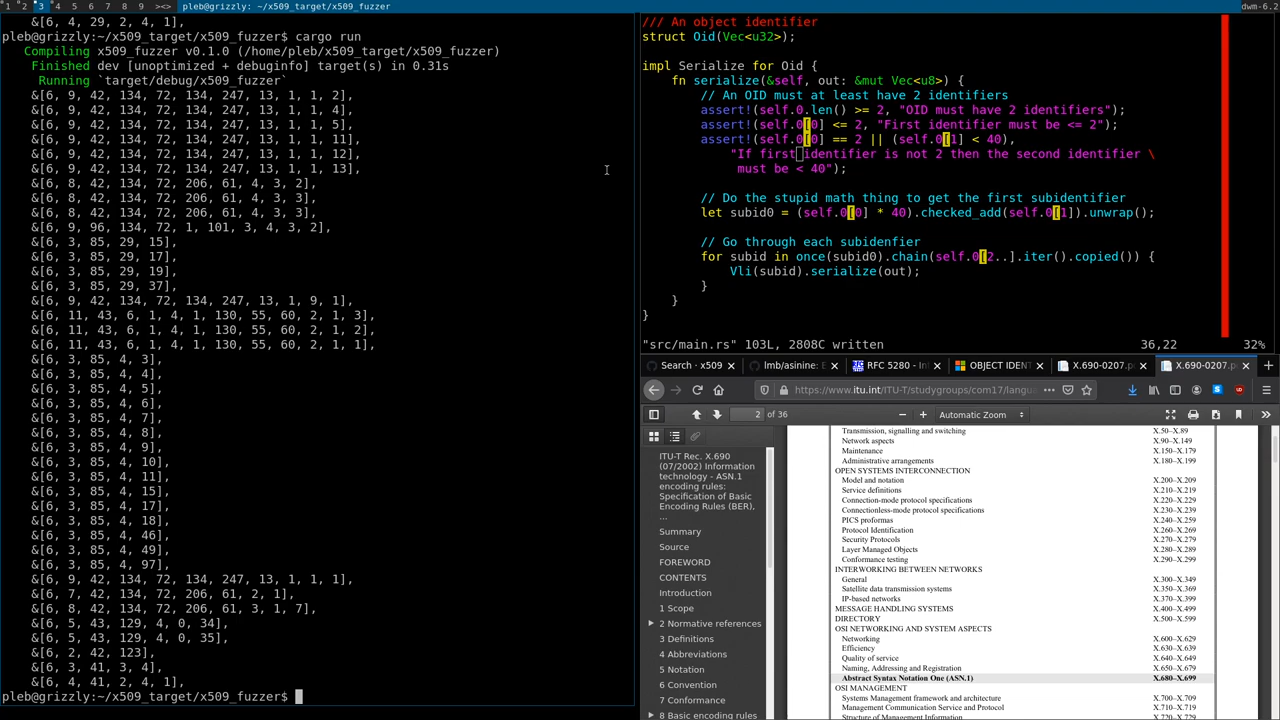 1 2 3 4 5 6 7 8 9 ><> pleb@grizzly: ~/x509_target/x509_fuzzer dwm-6.2
&[6, 4, 29, 2, 4, 1],
pleb@grizzly:~/x509_target/x509_fuzzer$ cargo run
Compiling x509_fuzzer v0.1.0 (/home/pleb/x509_target/x509_fuzzer)
Finished dev [unoptimized + debuginfo] target(s) in 0.31s
Running `target/debug/x509_fuzzer`
&[6, 9, 42, 134, 72, 134, 247, 13, 1, 1, 2],
&[6, 9, 42, 134, 72, 134, 247, 13, 1, 1, 4],
&[6, 9, 42, 134, 72, 134, 247, 13, 1, 1, 5],
&[6, 9, 42, 134, 72, 134, 247, 13, 1, 1, 11],
&[6, 9, 42, 134, 72, 134, 247, 13, 1, 1, 12],
&[6, 9, 42, 134, 72, 134, 247, 13, 1, 1, 13],
&[6, 8, 42, 134, 72, 206, 61, 4, 3, 2],
&[6, 8, 42, 134, 72, 206, 61, 4, 3, 3],
&[6, 8, 42, 134, 72, 206, 61, 4, 3, 3],
&[6, 9, 96, 134, 72, 1, 101, 3, 4, 3, 2],
&[6, 3, 85, 29, 15],
&[6, 3, 85, 29, 17],
&[6, 3, 85, 29, 19],
&[6, 3, 85, 29, 37],
&[6, 9, 42, 134, 72, 134, 247, 13, 1, 9, 1],
&[6, 11, 43, 6, 1, 4, 1, 130, 55, 60, 2, 1, 3],
&[6, 11, 43, 6, 1, 4, 1, 130, 55, 60, 2, 1, 2],
&[6, 11, 43, 6, 1, 4, 1, 130, 55, 60, 2, 1, 1],
&[6, 3, 85, 4, 3],
&[6, 3, 85, 4, 4],
&[6, 3, 85, 4, 5],
&[6, 3, 85, 4, 6],
&[6, 3, 85, 4, 7],
&[6, 3, 85, 4, 8],
&[6, 3, 85, 4, 9],
&[6, 3, 85, 4, 10],
&[6, 3, 85, 4, 11],
&[6, 3, 85, 4, 15],
&[6, 3, 85, 4, 17],
&[6, 3, 85, 4, 18],
&[6, 3, 85, 4, 46],
&[6, 3, 85, 4, 49],
&[6, 3, 85, 4, 97],
&[6, 9, 42, 134, 72, 134, 247, 13, 1, 1, 1],
&[6, 7, 42, 134, 72, 206, 61, 2, 1],
&[6, 8, 42, 134, 72, 206, 61, 3, 1, 7],
&[6, 5, 43, 129, 4, 0, 34],
&[6, 5, 43, 129, 4, 0, 35],
&[6, 2, 42, 123],
&[6, 3, 41, 3, 4],
&[6, 4, 41, 2, 4, 1],
pleb@grizzly:~/x509_target/x509_fuzzer$
/// An object identifier
struct Oid(Vec<u32>);
impl Serialize for Oid {
fn serialize(&self, out: &mut Vec<u8>) {
// An OID must at least have 2 identifiers
assert!(self.0.len() >= 2, "OID must have 2 identifiers");
assert!(self.0[0] <= 2, "First identifier must be <= 2");
assert!(self.0[0] == 2 || (self.0[1] < 40),
"If first identifier is not 2 then the second identifier \
must be < 40");
// Do the stupid math thing to get the first subidentifier
let subid0 = (self.0[0] * 40).checked_add(self.0[1]).unwrap();
// Go through each subidenfier
for subid in once(subid0).chain(self.0[2..].iter().copied()) {
Vli(subid).serialize(out);
}
}
}
"src/main.rs" 103L, 2808C written 36,22 32%
Search · x509 lmb/asinine: E RFC 5280 - In OBJECT IDENT X.690-0207.p X.690-0207.p
https://www.itu.int/ITU-T/studygroups/com17/langu
2 of 36 Automatic Zoom
ITU-T Rec. X.690
(07/2002) Information
technology - ASN.1
encoding rules:
Specification of Basic
Encoding Rules (BER),
...
Summary
Source
FOREWORD
CONTENTS
Introduction
1 Scope
2 Normative references
3 Definitions
4 Abbreviations
5 Notation
6 Convention
7 Conformance
8 Basic encoding rules
Transmission, signalling and switching X.50–X.89
Network aspects X.90–X.149
Maintenance X.150–X.179
Administrative arrangements X.180–X.199
OPEN SYSTEMS INTERCONNECTION
Model and notation X.200–X.209
Service definitions X.210–X.219
Connection-mode protocol specifications X.220–X.229
Connectionless-mode protocol specifications X.230–X.239
PICS proformas X.240–X.259
Protocol Identification X.260–X.269
Security Protocols X.270–X.279
Layer Managed Objects X.280–X.289
Conformance testing X.290–X.299
INTERWORKING BETWEEN NETWORKS
General X.300–X.349
Satellite data transmission systems X.350–X.369
IP-based networks X.370–X.399
MESSAGE HANDLING SYSTEMS X.400–X.499
DIRECTORY X.500–X.599
OSI NETWORKING AND SYSTEM ASPECTS
Networking X.600–X.629
Efficiency X.630–X.639
Quality of service X.640–X.649
Naming, Addressing and Registration X.650–X.679
Abstract Syntax Notation One (ASN.1) X.680–X.699
OSI MANAGEMENT
Systems Management framework and architecture X.700–X.709
Management Communication Service and Protocol X.710–X.719
Structure of Management Information X.720–X.729